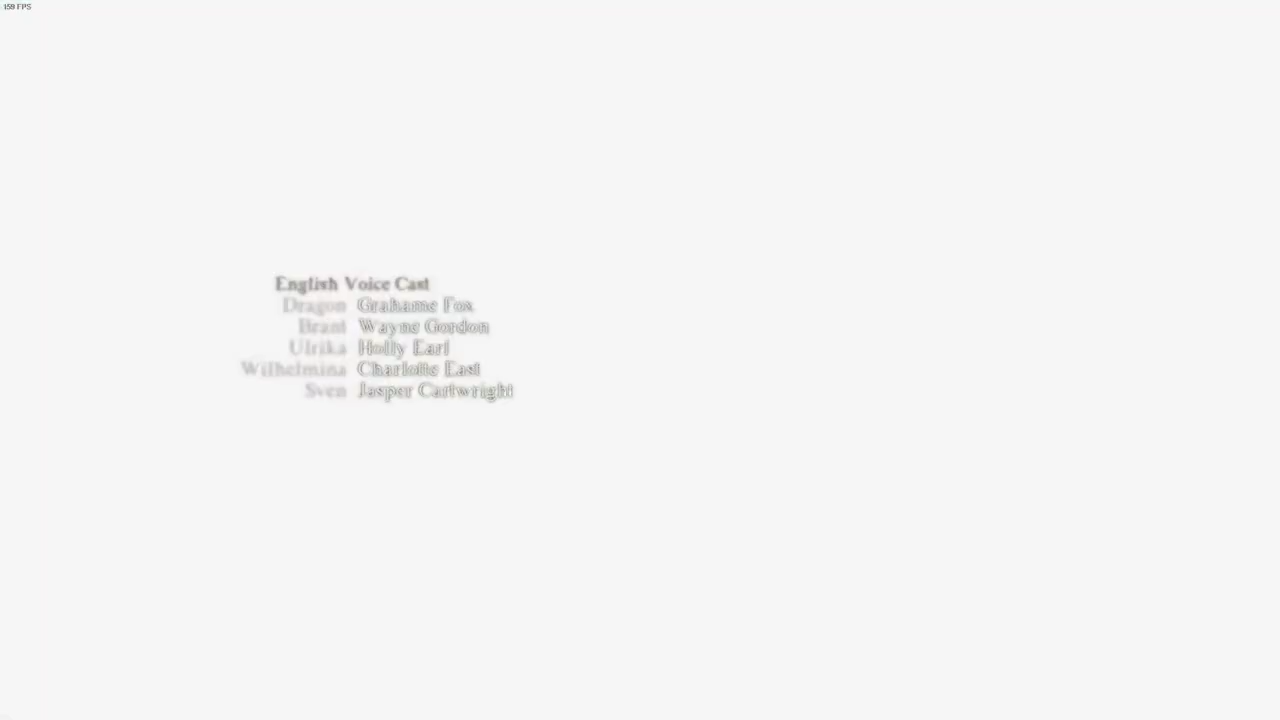 159 FPS
English Voice Cast
Dragon Grahame Fox
Brant Wayne Gordon
Ulrika Holly Earl
Wilhelmina Charlotte East
Sven Jasper Cartwright